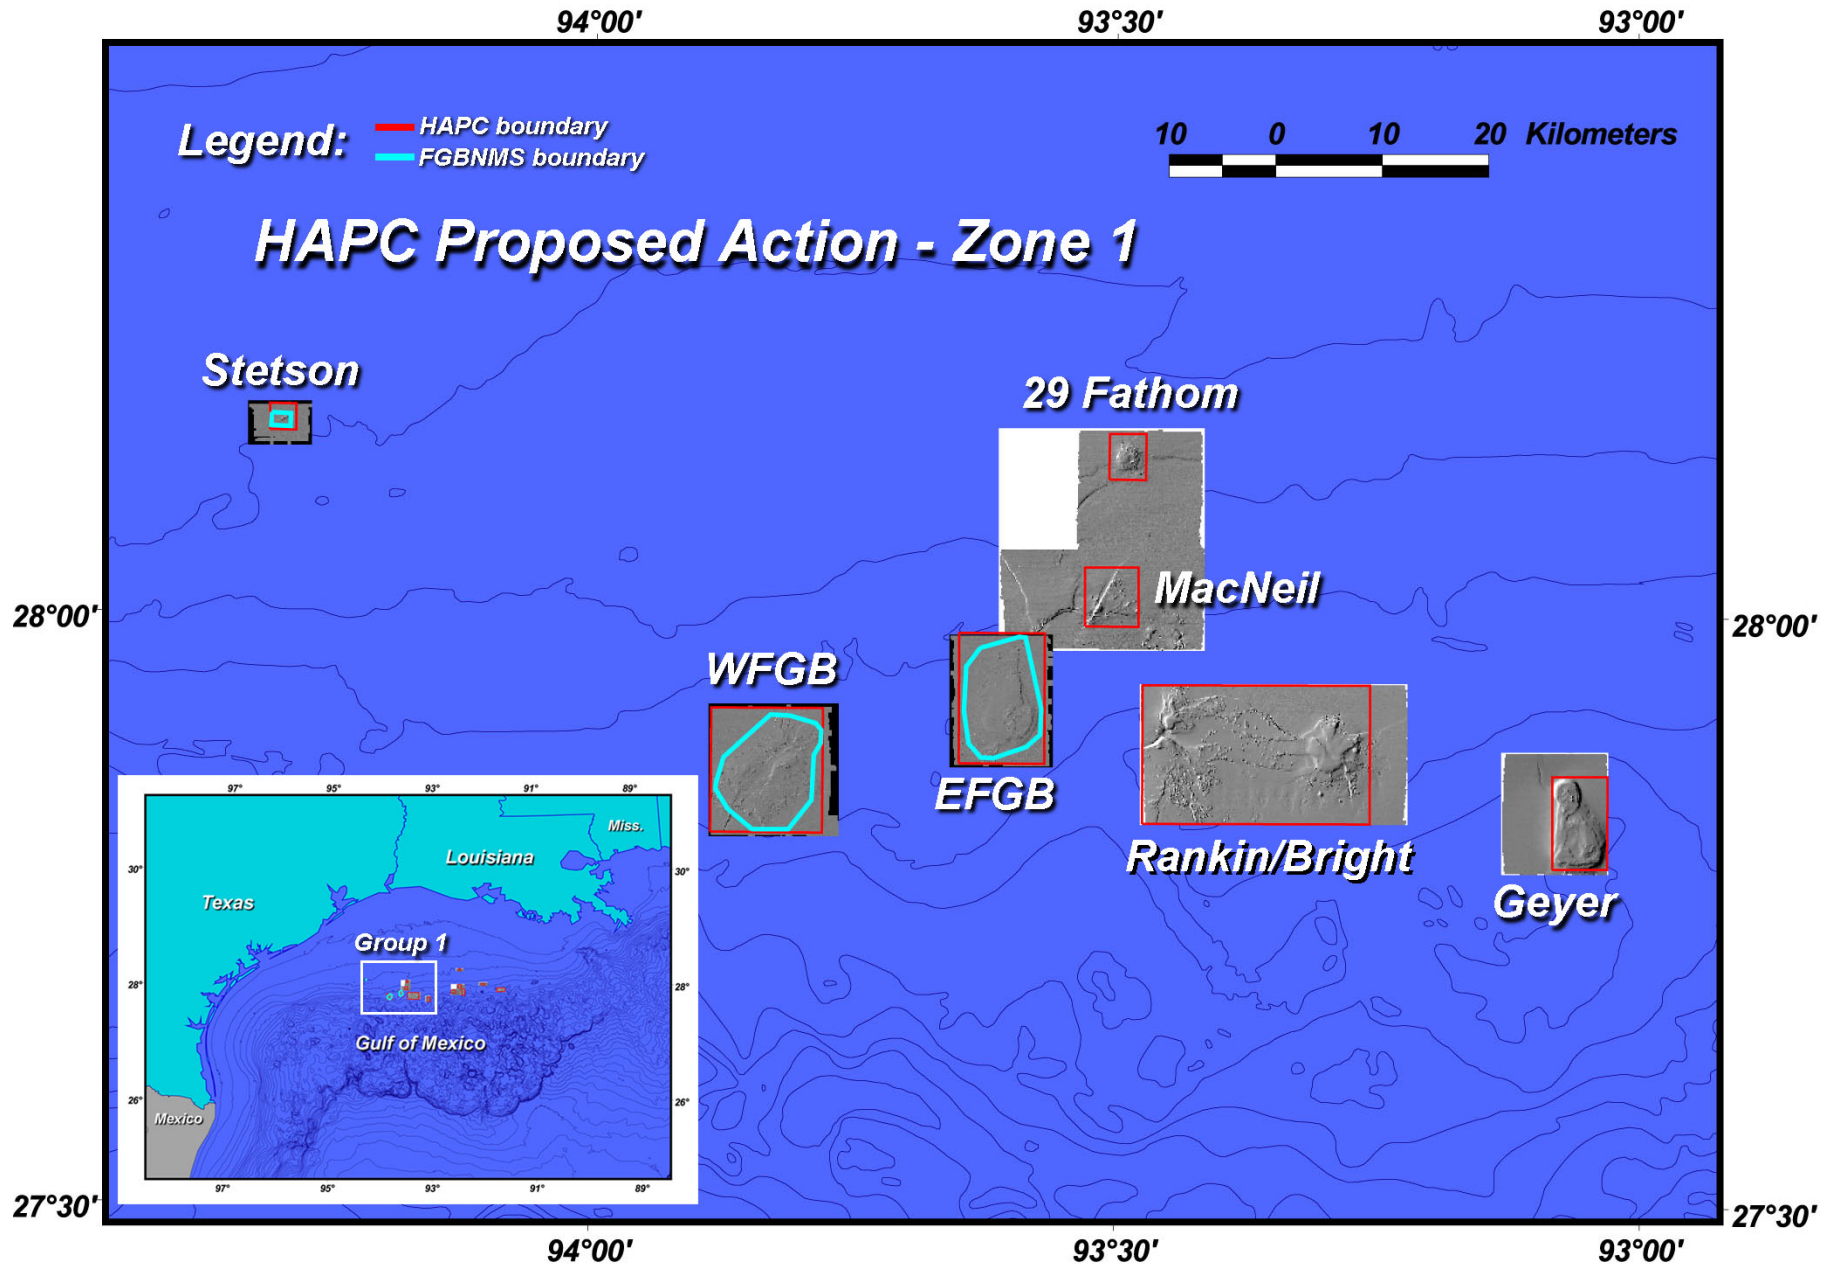 94°00' 93°30' 93°00'
Legend:
HAPC boundary
FGBNMS boundary
10 0 10 20 Kilometers
HAPC Proposed Action - Zone 1
Stetson
29 Fathom
MacNeil
28°00' 28°00'
WFGB
EFGB
Rankin/Bright
Geyer
97° 95° 93° 91° 89°
Miss.
Louisiana
30° 30°
Texas
Group 1
28° 28°
Gulf of Mexico
26° 26°
Mexico
97° 95° 93° 91° 89°
27°30' 27°30'
94°00' 93°30' 93°00'